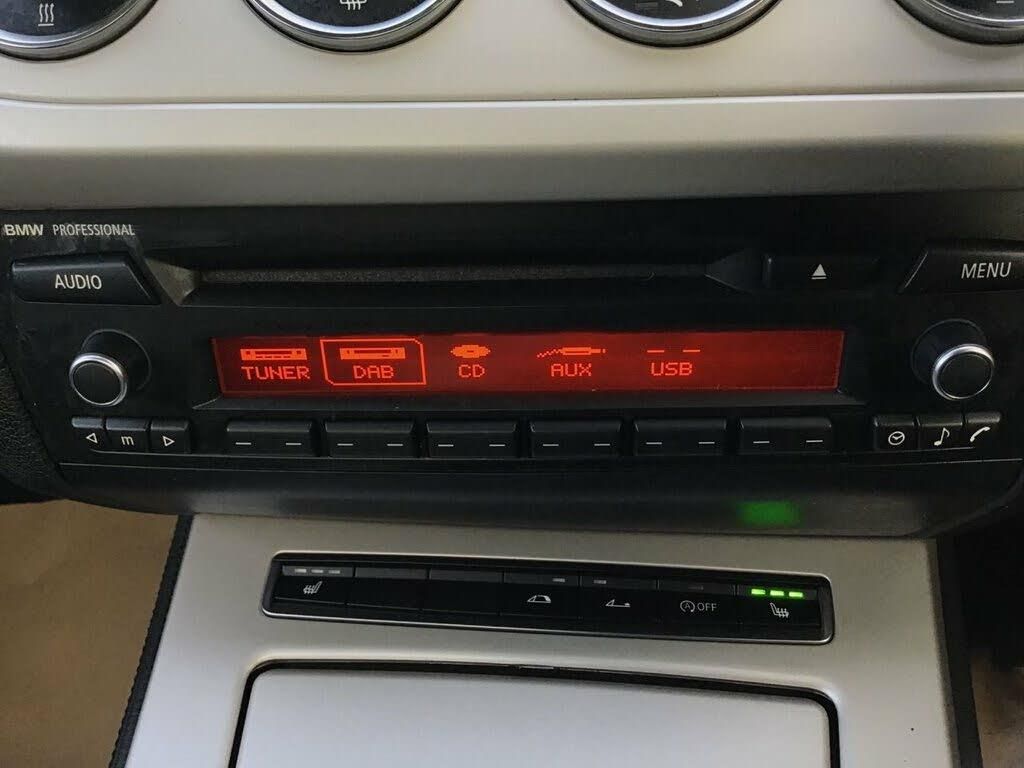 BMW PROFESSIONAL
AUDIO
MENU
TUNER DAB CD AUX USB
m
OFF